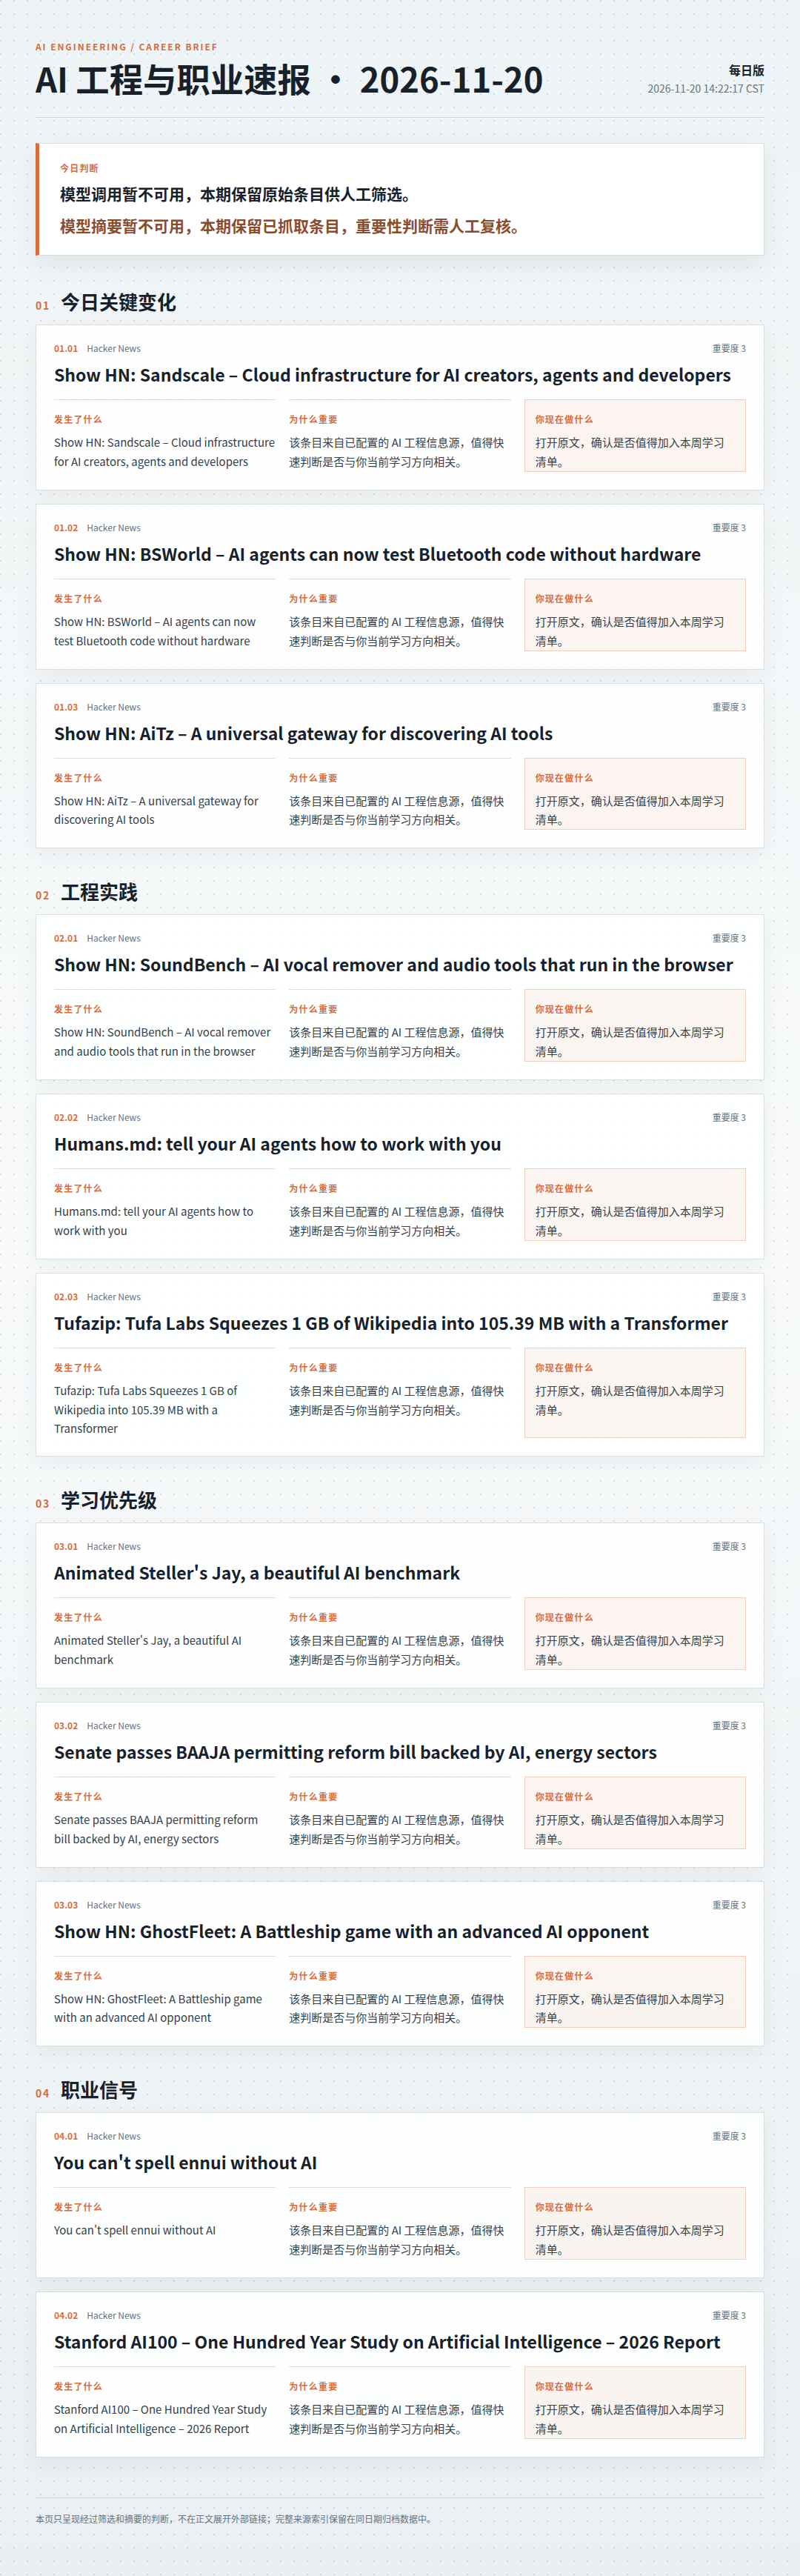 AI ENGINEERING / CAREER BRIEF
AI 工程与职业速报 · 2026-11-20
每日版
2026-11-20 14:22:17 CST
今日判断
模型调用暂不可用，本期保留原始条目供人工筛选。
模型摘要暂不可用，本期保留已抓取条目，重要性判断需人工复核。
01 今日关键变化
01.01 Hacker News 重要度 3
Show HN: Sandscale – Cloud infrastructure for AI creators, agents and developers
发生了什么
Show HN: Sandscale – Cloud infrastructure
for AI creators, agents and developers
为什么重要
该条目来自已配置的 AI 工程信息源，值得快
速判断是否与你当前学习方向相关。
你现在做什么
打开原文，确认是否值得加入本周学习
清单。
01.02 Hacker News 重要度 3
Show HN: BSWorld – AI agents can now test Bluetooth code without hardware
发生了什么
Show HN: BSWorld – AI agents can now
test Bluetooth code without hardware
为什么重要
该条目来自已配置的 AI 工程信息源，值得快
速判断是否与你当前学习方向相关。
你现在做什么
打开原文，确认是否值得加入本周学习
清单。
01.03 Hacker News 重要度 3
Show HN: AiTz – A universal gateway for discovering AI tools
发生了什么
Show HN: AiTz – A universal gateway for
discovering AI tools
为什么重要
该条目来自已配置的 AI 工程信息源，值得快
速判断是否与你当前学习方向相关。
你现在做什么
打开原文，确认是否值得加入本周学习
清单。
02 工程实践
02.01 Hacker News 重要度 3
Show HN: SoundBench – AI vocal remover and audio tools that run in the browser
发生了什么
Show HN: SoundBench – AI vocal remover
and audio tools that run in the browser
为什么重要
该条目来自已配置的 AI 工程信息源，值得快
速判断是否与你当前学习方向相关。
你现在做什么
打开原文，确认是否值得加入本周学习
清单。
02.02 Hacker News 重要度 3
Humans.md: tell your AI agents how to work with you
发生了什么
Humans.md: tell your AI agents how to
work with you
为什么重要
该条目来自已配置的 AI 工程信息源，值得快
速判断是否与你当前学习方向相关。
你现在做什么
打开原文，确认是否值得加入本周学习
清单。
02.03 Hacker News 重要度 3
Tufazip: Tufa Labs Squeezes 1 GB of Wikipedia into 105.39 MB with a Transformer
发生了什么
Tufazip: Tufa Labs Squeezes 1 GB of
Wikipedia into 105.39 MB with a
Transformer
为什么重要
该条目来自已配置的 AI 工程信息源，值得快
速判断是否与你当前学习方向相关。
你现在做什么
打开原文，确认是否值得加入本周学习
清单。
03 学习优先级
03.01 Hacker News 重要度 3
Animated Steller's Jay, a beautiful AI benchmark
发生了什么
Animated Steller's Jay, a beautiful AI
benchmark
为什么重要
该条目来自已配置的 AI 工程信息源，值得快
速判断是否与你当前学习方向相关。
你现在做什么
打开原文，确认是否值得加入本周学习
清单。
03.02 Hacker News 重要度 3
Senate passes BAAJA permitting reform bill backed by AI, energy sectors
发生了什么
Senate passes BAAJA permitting reform
bill backed by AI, energy sectors
为什么重要
该条目来自已配置的 AI 工程信息源，值得快
速判断是否与你当前学习方向相关。
你现在做什么
打开原文，确认是否值得加入本周学习
清单。
03.03 Hacker News 重要度 3
Show HN: GhostFleet: A Battleship game with an advanced AI opponent
发生了什么
Show HN: GhostFleet: A Battleship game
with an advanced AI opponent
为什么重要
该条目来自已配置的 AI 工程信息源，值得快
速判断是否与你当前学习方向相关。
你现在做什么
打开原文，确认是否值得加入本周学习
清单。
04 职业信号
04.01 Hacker News 重要度 3
You can't spell ennui without AI
发生了什么
You can't spell ennui without AI
为什么重要
该条目来自已配置的 AI 工程信息源，值得快
速判断是否与你当前学习方向相关。
你现在做什么
打开原文，确认是否值得加入本周学习
清单。
04.02 Hacker News 重要度 3
Stanford AI100 – One Hundred Year Study on Artificial Intelligence – 2026 Report
发生了什么
Stanford AI100 – One Hundred Year Study
on Artificial Intelligence – 2026 Report
为什么重要
该条目来自已配置的 AI 工程信息源，值得快
速判断是否与你当前学习方向相关。
你现在做什么
打开原文，确认是否值得加入本周学习
清单。
本页只呈现经过筛选和摘要的判断，不在正文展开外部链接；完整来源索引保留在同日期归档数据中。